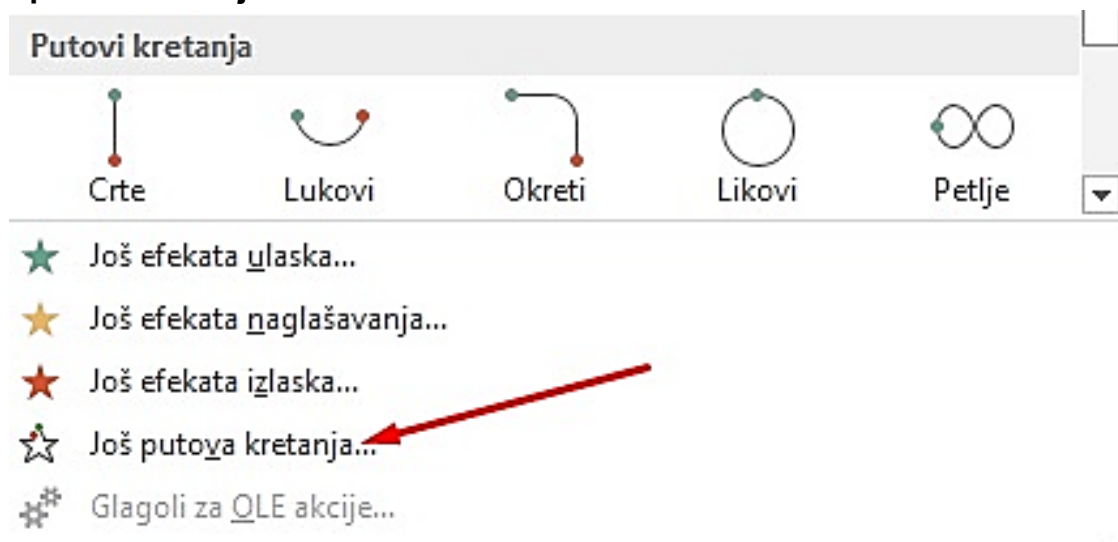 Putovi kretanja
Crte Lukovi Okreti Likovi Petlje
Još efekata ulaska...
Još efekata naglašavanja...
Još efekata izlaska...
Još putova kretanja...
Glagoli za OLE akcije...